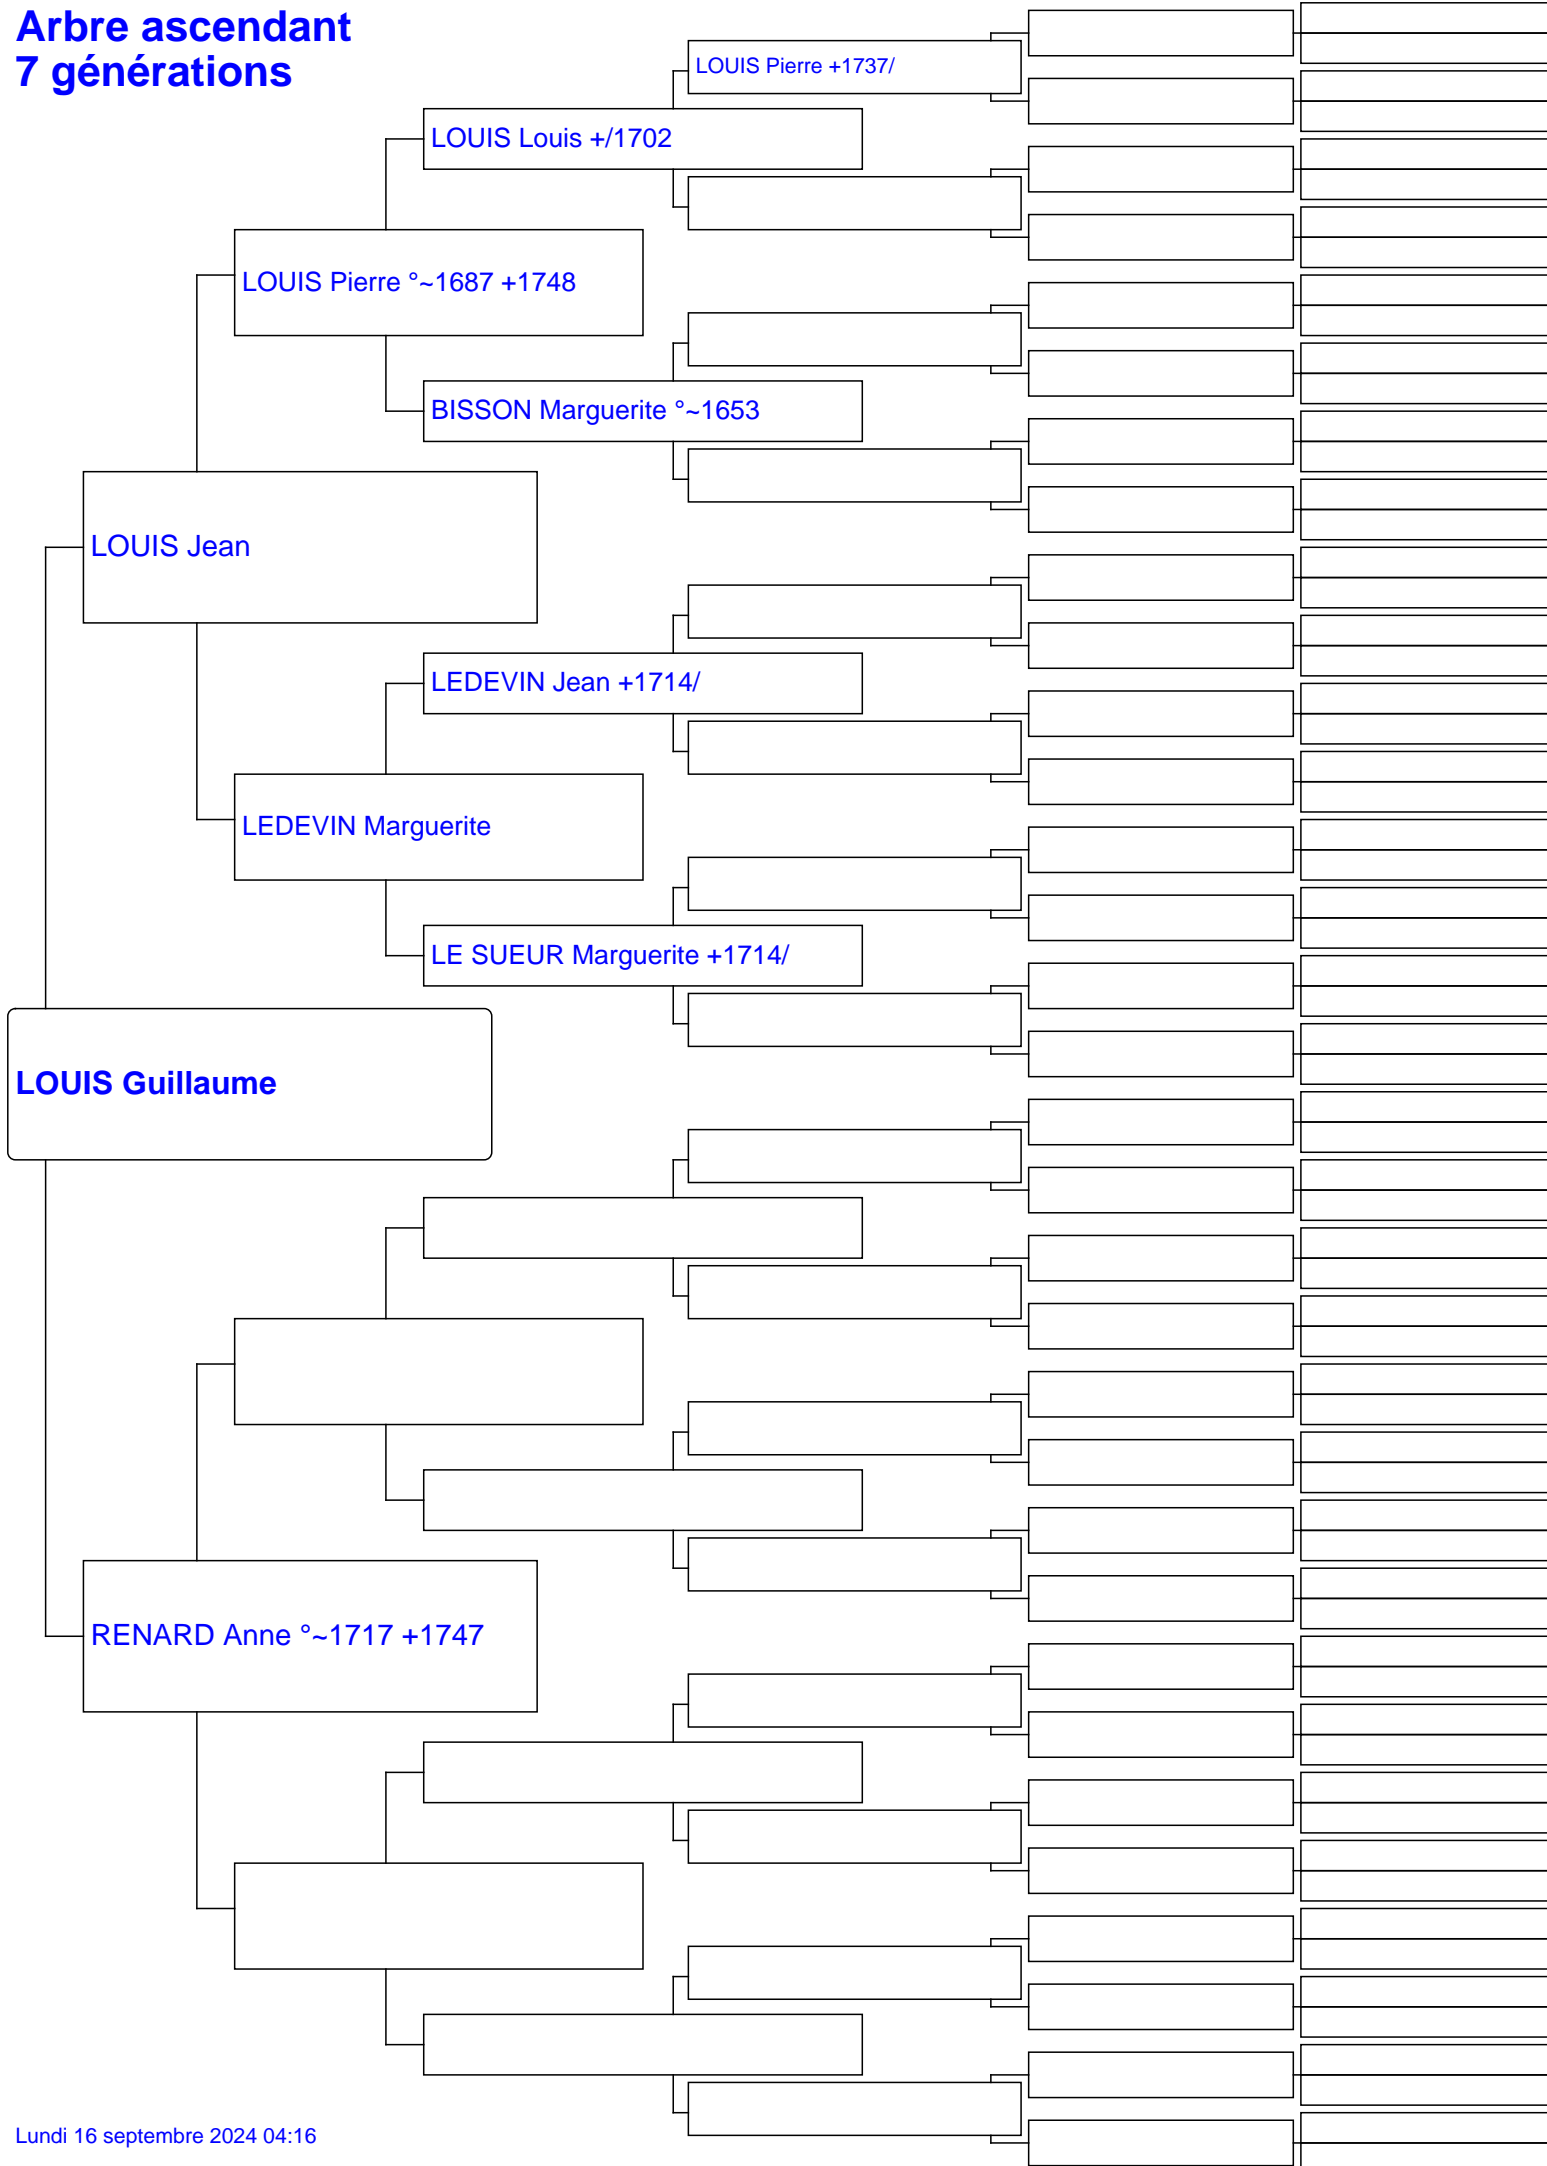 Arbre ascendant
7 générations
LOUIS Pierre +1737/
LOUIS Louis +/1702
LOUIS Pierre °~1687 +1748
BISSON Marguerite °~1653
LOUIS Jean
LEDEVIN Jean +1714/
LEDEVIN Marguerite
LE SUEUR Marguerite +1714/
LOUIS Guillaume
RENARD Anne °~1717 +1747
Lundi 16 septembre 2024 04:16